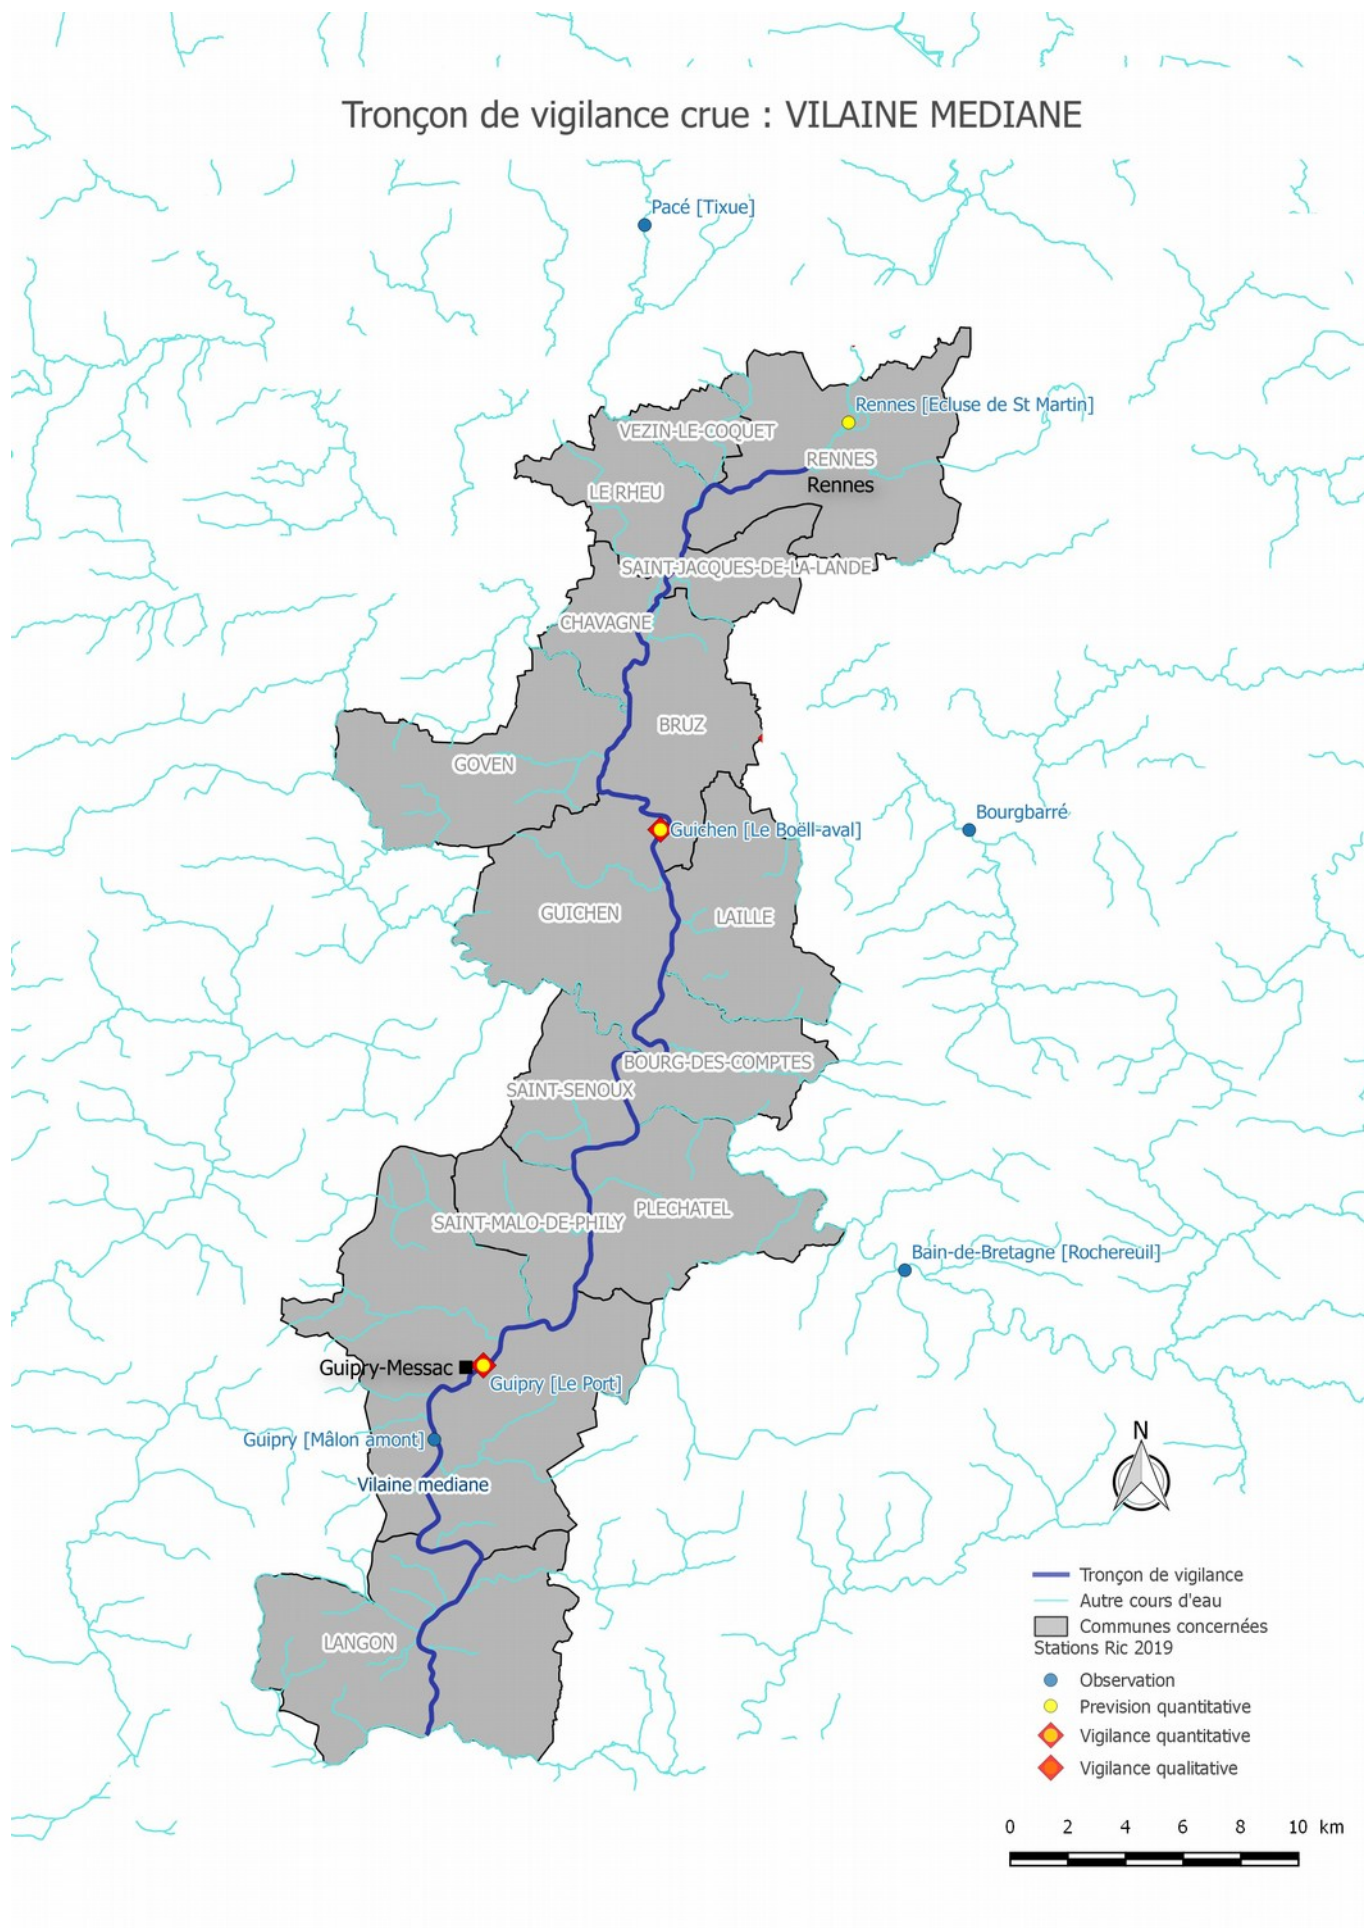 Tronçon de vigilance crue : VILAINE MEDIANE
Pacé [Tixue]
Rennes [Ecluse de St Martin]
VEZIN-LE-COQUET
RENNES
Rennes
LE RHEU
SAINT-JACQUES-DE-LA-LANDE
CHAVAGNE
BRUZ
GOVEN
Bourgbarré
Guichen [Le Boëll-aval]
GUICHEN
LAILLE
BOURG-DES-COMPTES
SAINT-SENOUX
PLECHATEL
SAINT-MALO-DE-PHILY
Bain-de-Bretagne [Rochereuil]
Guipry-Messac
Guipry [Le Port]
Guipry [Mâlon amont]
Vilaine mediane
LANGON
N
Tronçon de vigilance
Autre cours d'eau
Communes concernées
Stations Ric 2019
Observation
Prevision quantitative
Vigilance quantitative
Vigilance qualitative
0 2 4 6 8 10 km